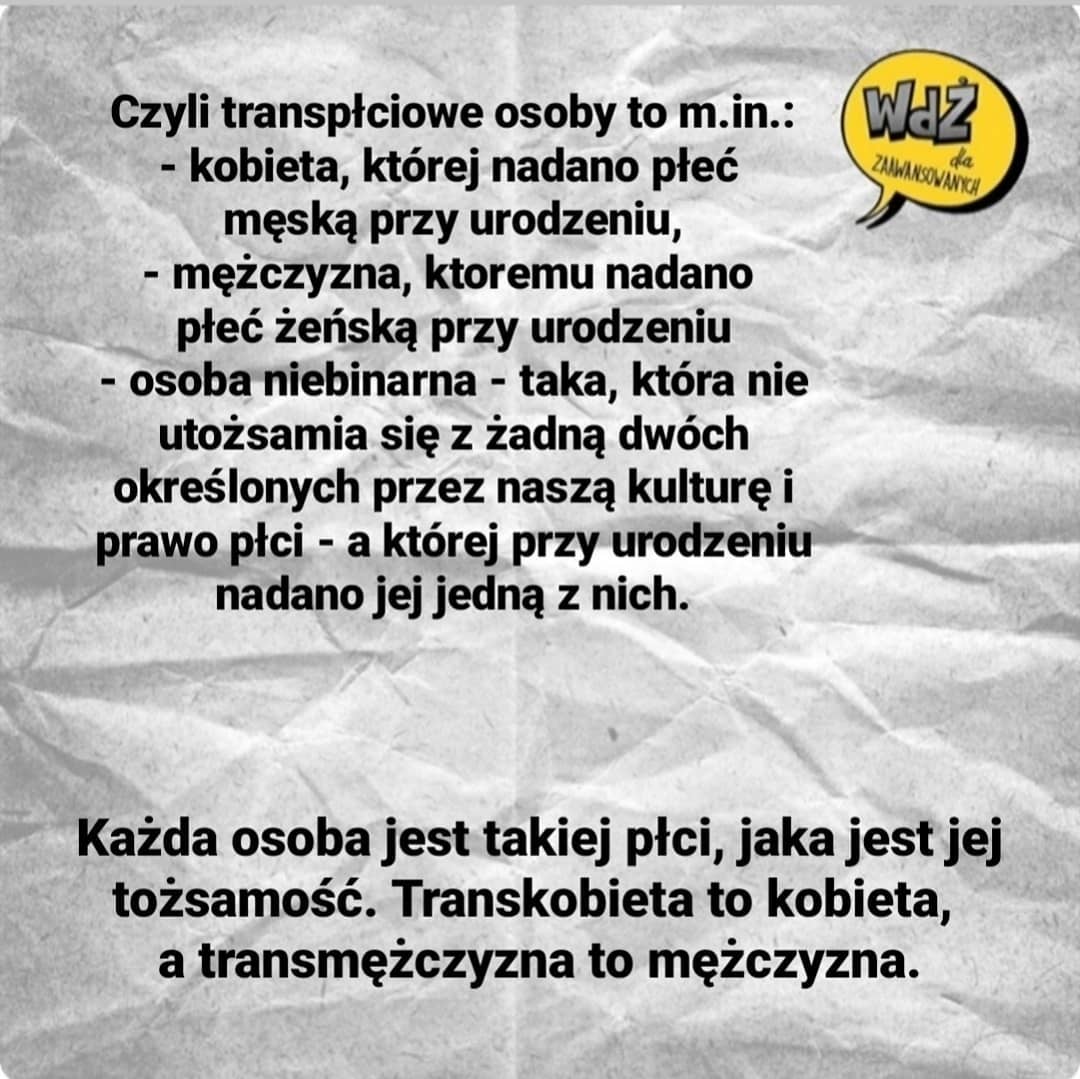 Czyli transpłciowe osoby to m.in.:
- kobieta, której nadano płeć
męską przy urodzeniu,
- mężczyzna, ktoremu nadano
płeć żeńską przy urodzeniu
- osoba niebinarna - taka, która nie
utożsamia się z żadną dwóch
określonych przez naszą kulturę i
prawo płci - a której przy urodzeniu
nadano jej jedną z nich.
WdŻ
dla
ZAAWANSOWANYCH
Każda osoba jest takiej płci, jaka jest jej
tożsamość. Transkobieta to kobieta,
a transmężczyzna to mężczyzna.